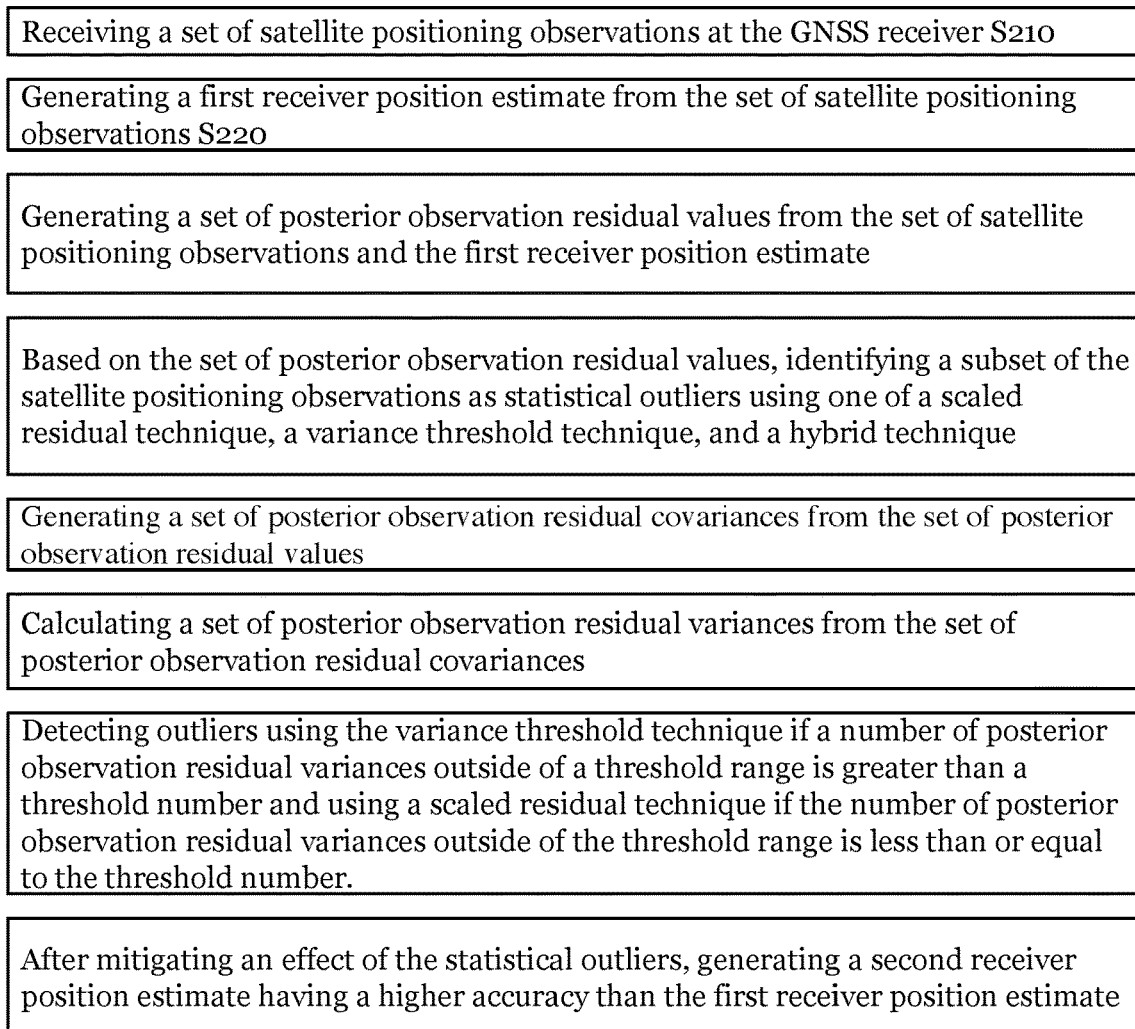 Receiving a set of satellite positioning observations at the GNSS receiver S210
Generating a first receiver position estimate from the set of satellite positioning
observations S220
Generating a set of posterior observation residual values from the set of satellite
positioning observations and the first receiver position estimate
Based on the set of posterior observation residual values, identifying a subset of the
satellite positioning observations as statistical outliers using one of a scaled
residual technique, a variance threshold technique, and a hybrid technique
Generating a set of posterior observation residual covariances from the set of posterior
observation residual values
Calculating a set of posterior observation residual variances from the set of
posterior observation residual covariances
Detecting outliers using the variance threshold technique if a number of posterior
observation residual variances outside of a threshold range is greater than a
threshold number and using a scaled residual technique if the number of posterior
observation residual variances outside of the threshold range is less than or equal
to the threshold number.
After mitigating an effect of the statistical outliers, generating a second receiver
position estimate having a higher accuracy than the first receiver position estimate